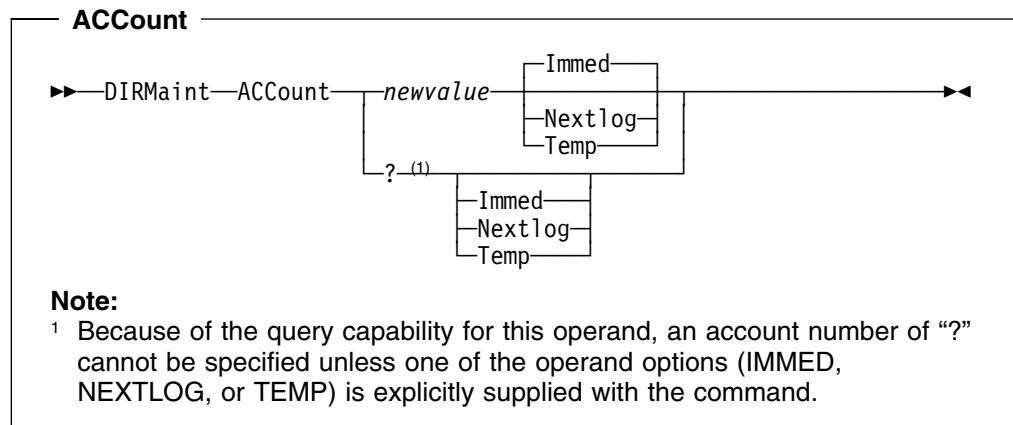 ACCount
Immed
DIRMaint ACCount newvalue
Nextlog
Temp
? (1)
Immed
Nextlog
Temp
Note:
1 Because of the query capability for this operand, an account number of “?”
cannot be specified unless one of the operand options (IMMED,
NEXTLOG, or TEMP) is explicitly supplied with the command.